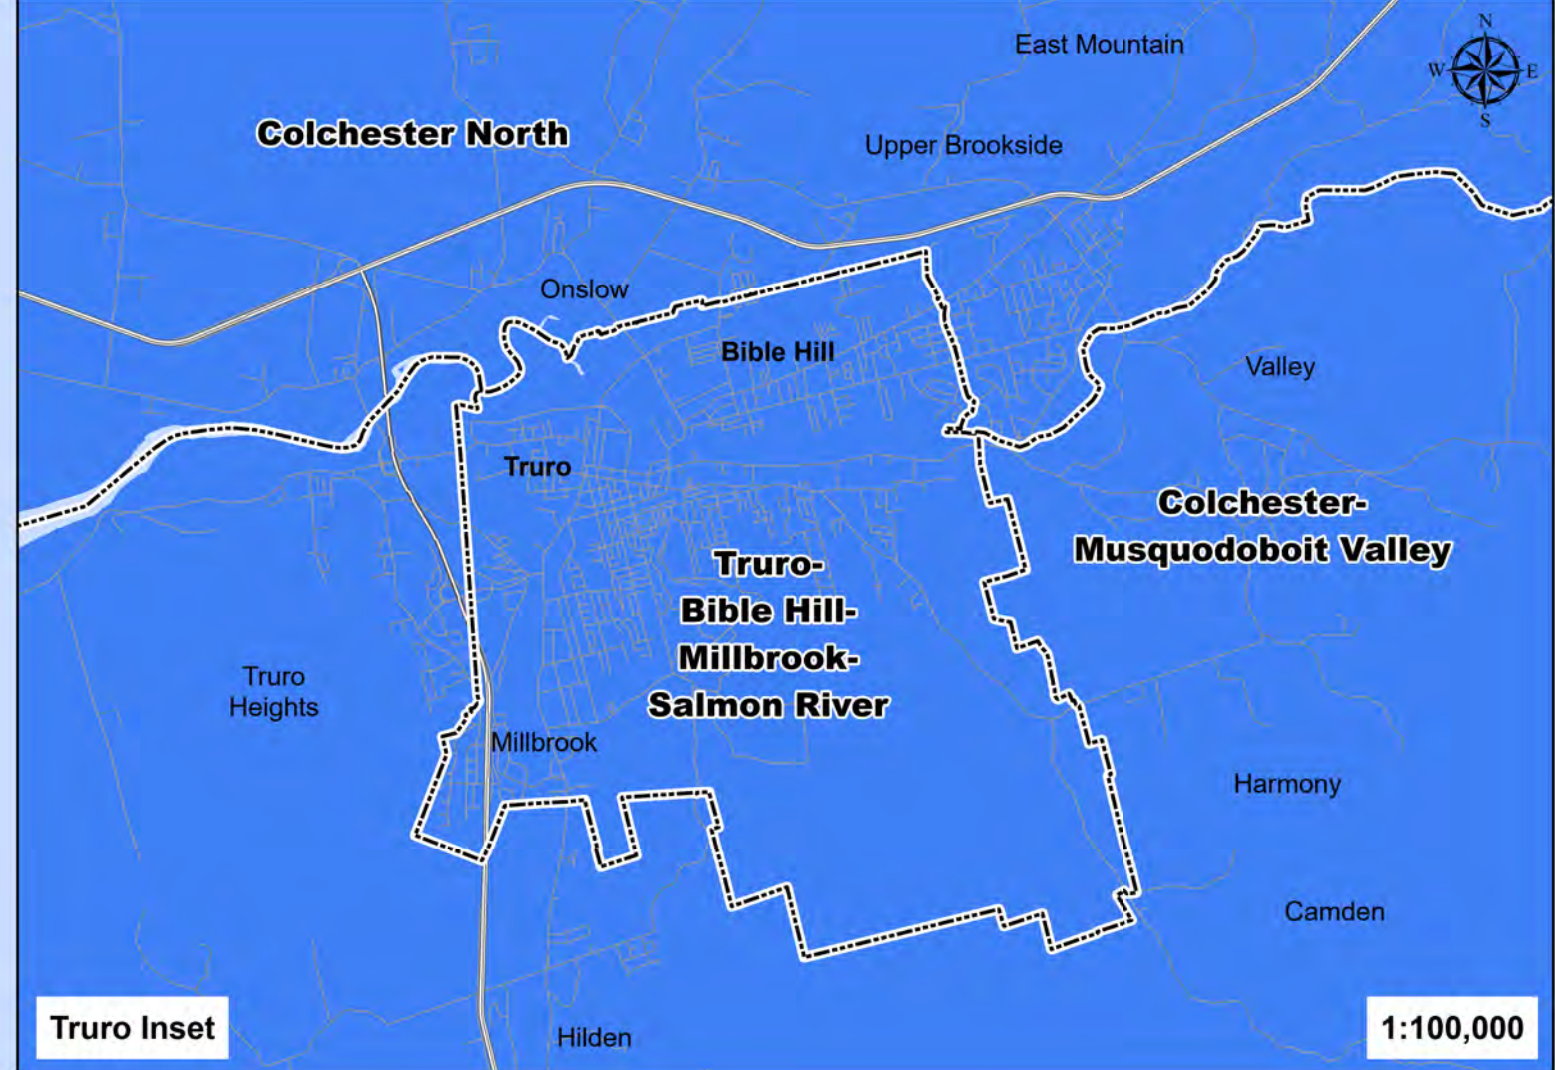 N
East Mountain
W
E
S
Colchester North
Upper Brookside
Onslow
Bible Hill
Valley
Truro
Colchester-
Musquodoboit Valley
Truro-
Bible Hill-
Millbrook-
Salmon River
Truro
Heights
Millbrook
Harmony
Camden
Truro Inset
Hilden
1:100,000